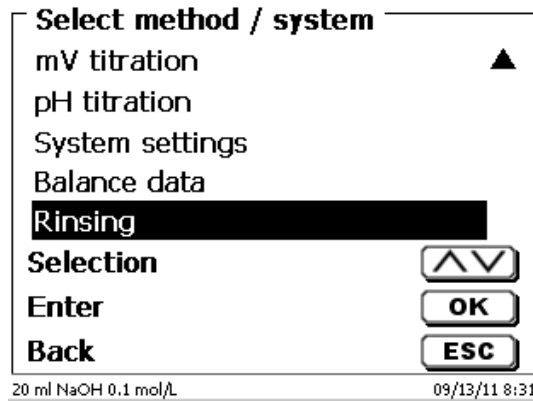 Select method / system
mV titration
pH titration
System settings
Balance data
Rinsing
Selection
Enter OK
Back ESC
20 ml NaOH 0.1 mol/L 09/13/11 8:31